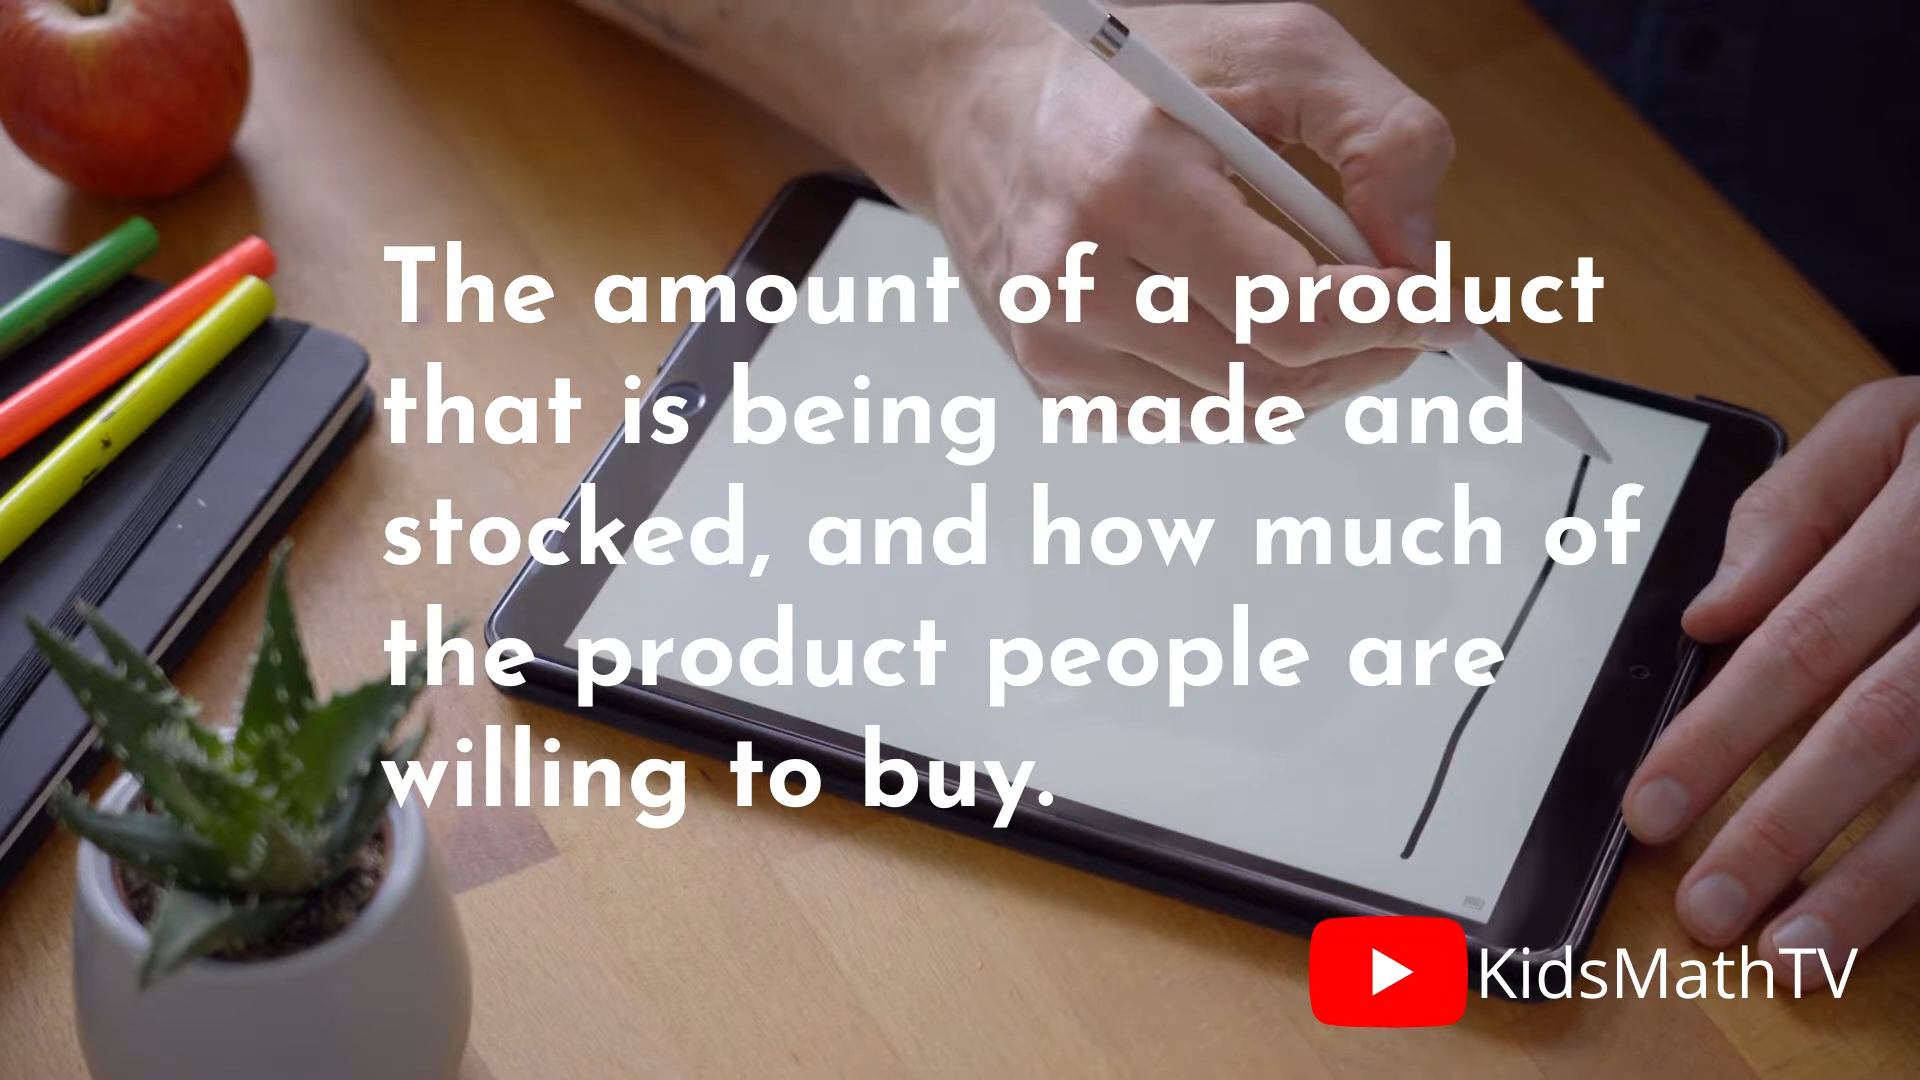 The amount of a product
that is being made and
stocked, and how much of
the product people are
willing to buy.
KidsMathTV